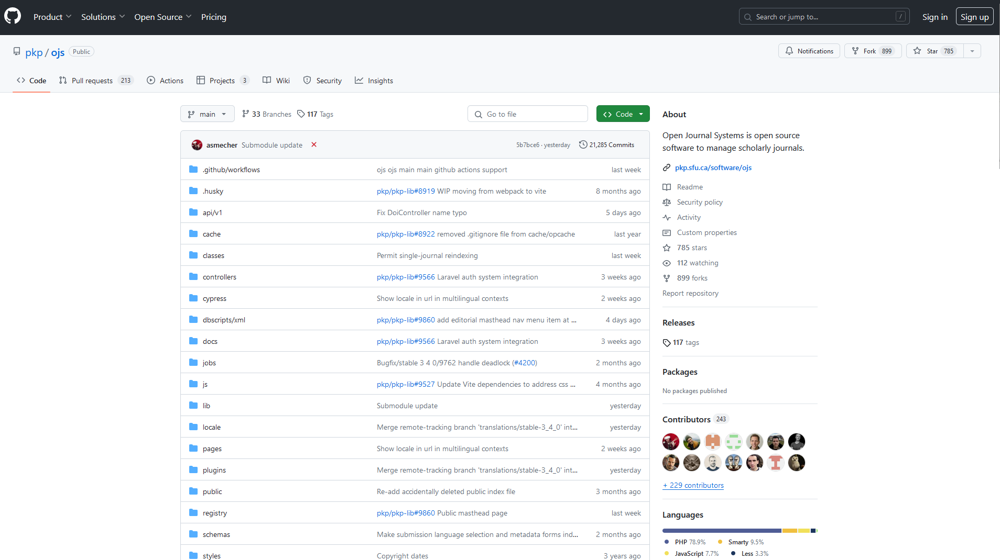 Product Solutions Open Source Pricing Search or jump to... / Sign in Sign up
pkp / ojs Public Notifications Fork 899 Star 785
Code Pull requests 213 Actions Projects 3 Wiki Security Insights
main 33 Branches 117 Tags Go to file Code
asmecher Submodule update 5b7bce6 · yesterday 21,285 Commits
.github/workflows ojs ojs main main github actions support last week
.husky pkp/pkp-lib#8919 WIP moving from webpack to vite 8 months ago
api/v1 Fix DoiController name typo 5 days ago
cache pkp/pkp-lib#8922 removed .gitignore file from cache/opcache last year
classes Permit single-journal reindexing last week
controllers pkp/pkp-lib#9566 Laravel auth system integration 3 weeks ago
cypress Show locale in url in multilingual contexts 2 weeks ago
dbscripts/xml pkp/pkp-lib#9860 add editorial masthead nav menu item at ... 4 days ago
docs pkp/pkp-lib#9566 Laravel auth system integration 3 weeks ago
jobs Bugfix/stable 3 4 0/9762 handle deadlock (#4200) 2 months ago
js pkp/pkp-lib#9527 Update Vite dependencies to address css ... 4 months ago
lib Submodule update yesterday
locale Merge remote-tracking branch 'translations/stable-3_4_0' int... yesterday
pages Show locale in url in multilingual contexts 2 weeks ago
plugins Merge remote-tracking branch 'translations/stable-3_4_0' int... yesterday
public Re-add accidentally deleted public index file 3 months ago
registry pkp/pkp-lib#9860 Public masthead page last week
schemas Make submission language selection and metadata forms ind... 2 months ago
styles Copyright dates 3 years ago
About
Open Journal Systems is open source
software to manage scholarly journals.
pkp.sfu.ca/software/ojs
Readme
Security policy
Activity
Custom properties
785 stars
112 watching
899 forks
Report repository
Releases
117 tags
Packages
No packages published
Contributors 243
+ 229 contributors
Languages
PHP 78.9% Smarty 9.5%
JavaScript 7.7% Less 3.3%